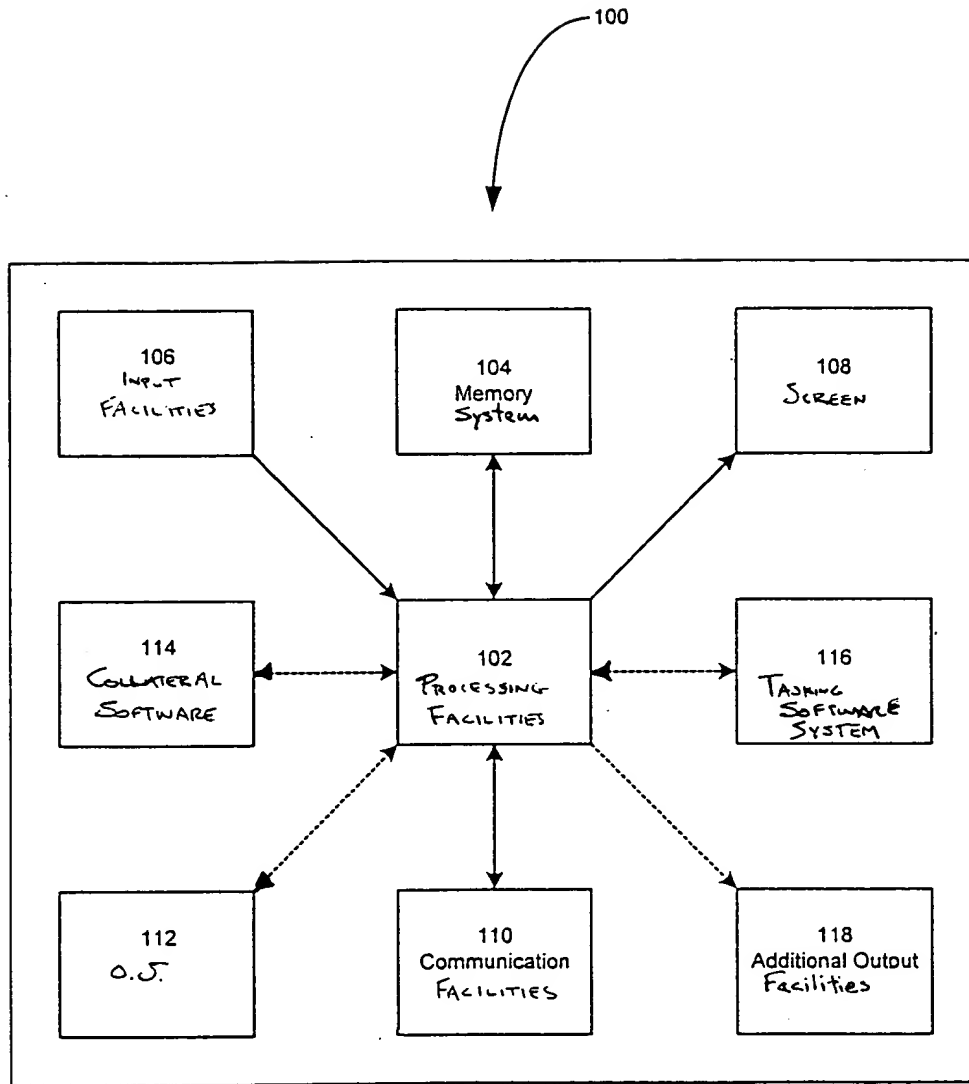 100
106
INPUT
FACILITIES
104
Memory
System
108
SCREEN
114
COLLATERAL
SOFTWARE
102
PROCESSING
FACILITIES
116
TASKING
SOFTWARE
SYSTEM
112
O.S.
110
Communication
FACILITIES
118
Additional Output
Facilities